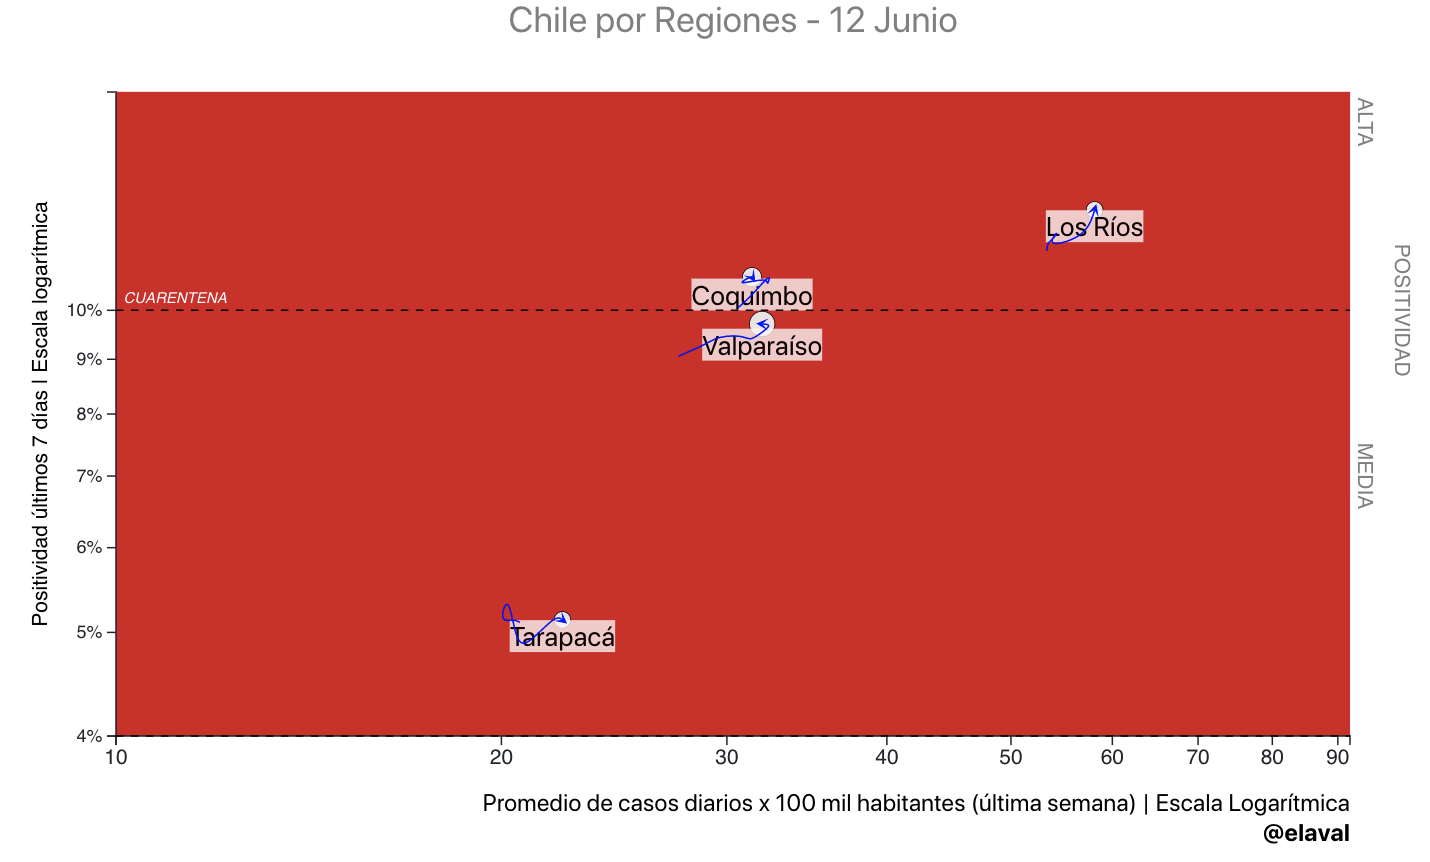 Chile por Regiones - 12 Junio
ALTA
POSITIVIDAD
MEDIA
Positividad últimos 7 días I Escala logarítmica
CUARENTENA
Los Ríos
Coquimbo
Valparaíso
Tarapacá
10%
9%
8%
7%
6%
5%
4%
10 20 30 40 50 60 70 80 90
Promedio de casos diarios x 100 mil habitantes (última semana) | Escala Logarítmica
@elaval